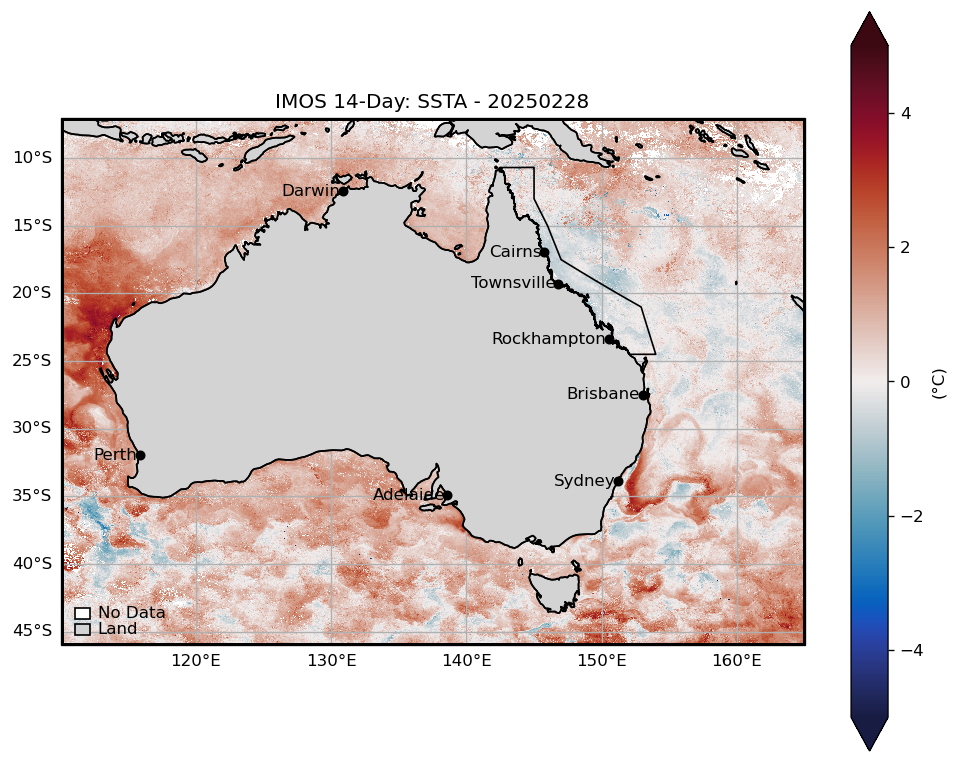 IMOS 14-Day: SSTA - 20250228
10°S
15°S
20°S
25°S
30°S
35°S
40°S
45°S
Darwin
Cairns
Townsville
Rockhampton
Brisbane
Perth
Sydney
Adelaide
No Data
Land
120°E 130°E 140°E 150°E 160°E
4
2
0
−2
−4
(°C)